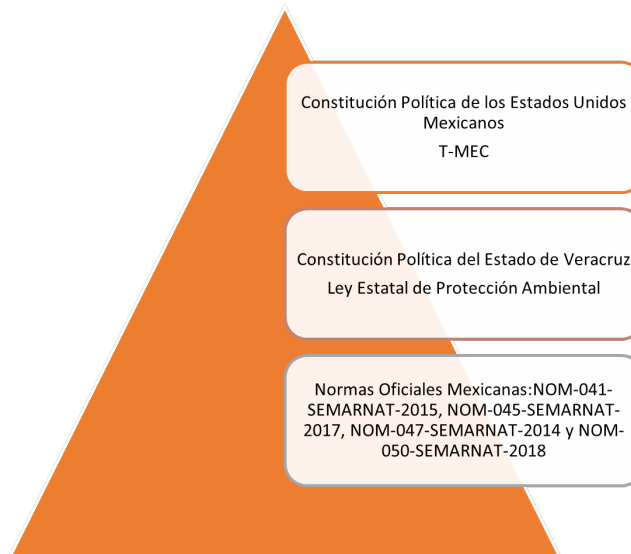 Constitución Política de los Estados Unidos
Mexicanos
T-MEC
Constitución Política del Estado de Veracruz
Ley Estatal de Protección Ambiental
Normas Oficiales Mexicanas:NOM-041-
SEMARNAT-2015, NOM-045-SEMARNAT-
2017, NOM-047-SEMARNAT-2014 y NOM-
050-SEMARNAT-2018